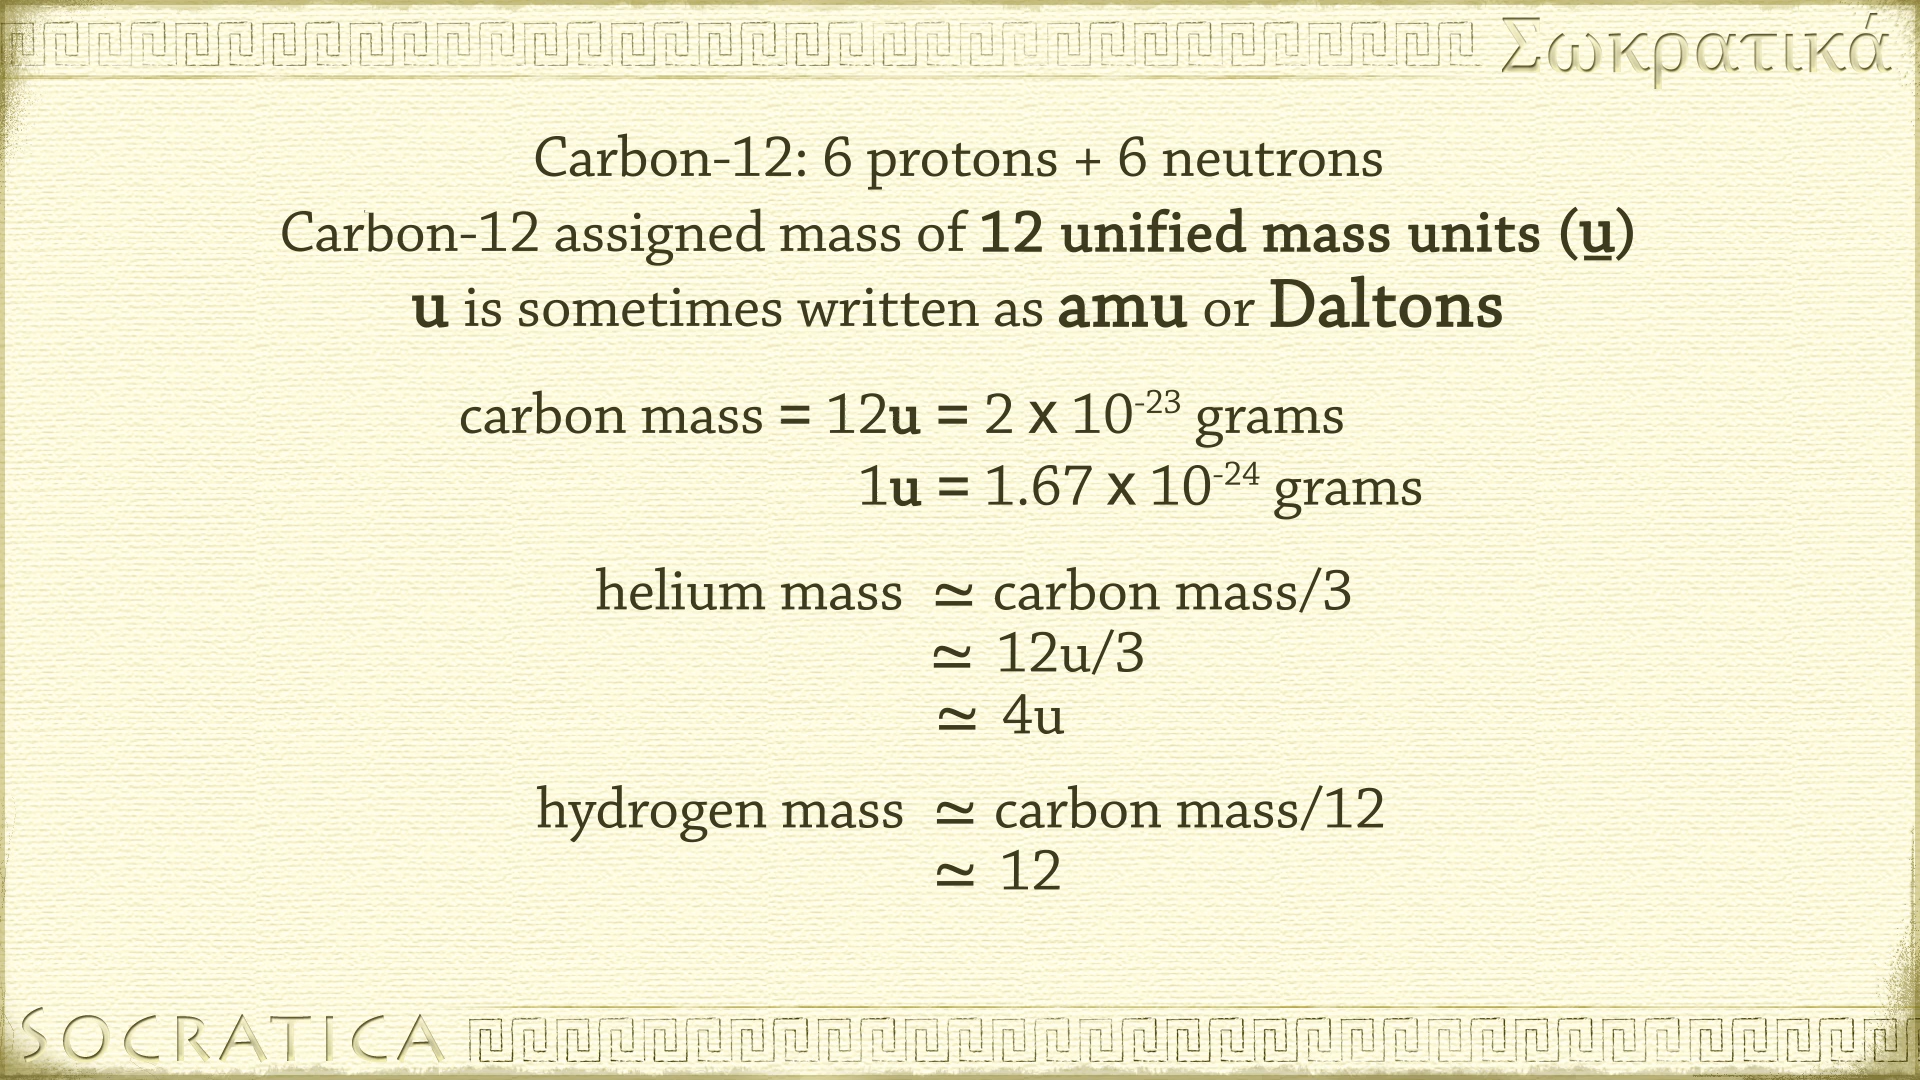 Σωκρατικά
Carbon-12: 6 protons + 6 neutrons
Carbon-12 assigned mass of 12 unified mass units (u)
u is sometimes written as amu or Daltons
carbon mass = 12u = 2 x 10⁻²³ grams
1u = 1.67 x 10⁻²⁴ grams
helium mass ≃ carbon mass/3
≃ 12u/3
≃ 4u
hydrogen mass ≃ carbon mass/12
≃ 12
SOCRATICA